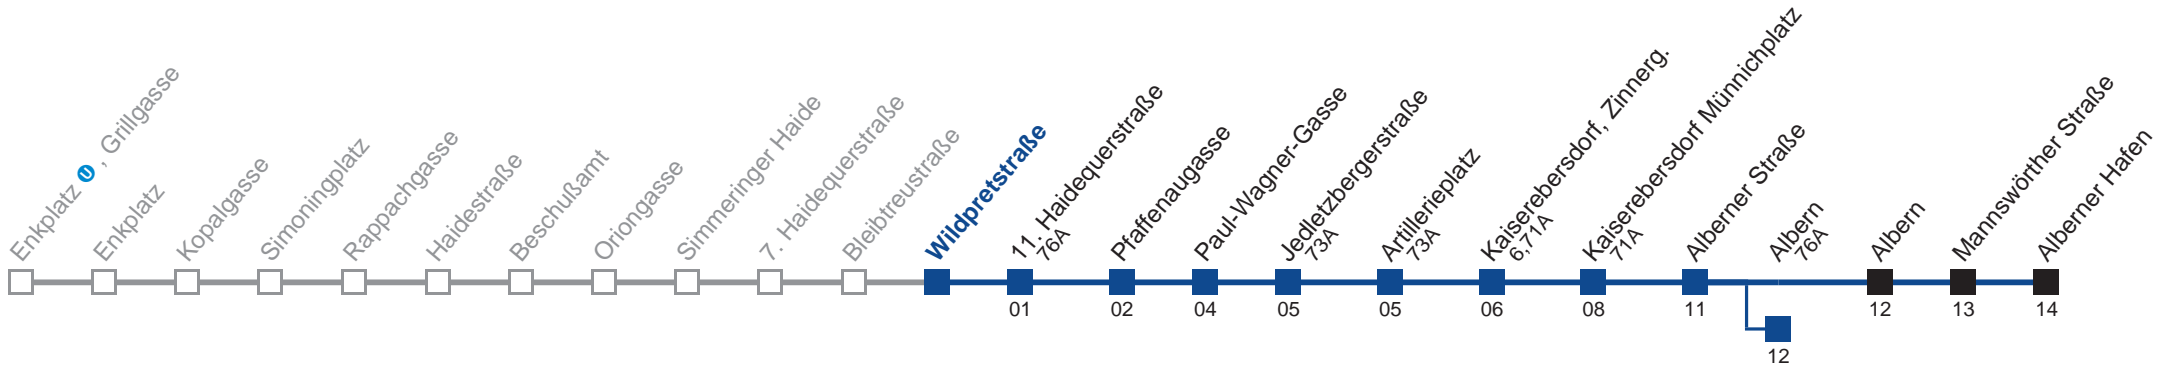 Enkplatz U , Grillgasse
Enkplatz
Kopalgasse
Simoningplatz
Rappachgasse
Haidestraße
Beschußamt
Oriongasse
Simmeringer Haide
7. Haidequerstraße
Bleibtreustraße
Wildpretstraße
11. Haidequerstraße
76A
Pfaffenaugasse
Paul-Wagner-Gasse
Jedletzbergerstraße
73A
Artillerieplatz
73A
Kaiserebersdorf, Zinnerg.
6,71A
Kaiserebersdorf Münnichplatz
71A
Alberner Straße
Albern
76A
Albern
Mannswörther Straße
Alberner Hafen
01
02
04
05
05
06
08
11
12
13
14
12